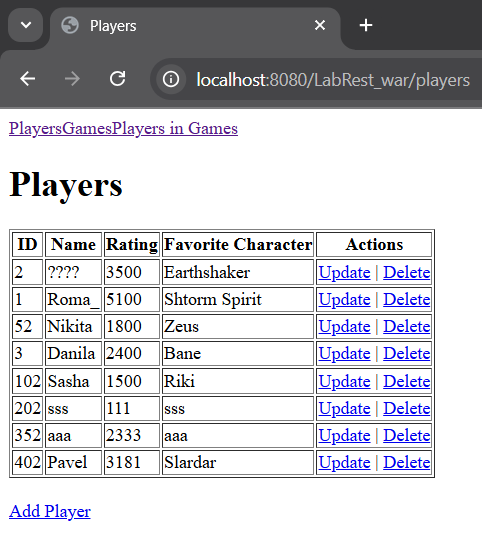 Players
localhost:8080/LabRest_war/players
PlayersGamesPlayers in Games
Players
ID Name Rating Favorite Character Actions
2 ???? 3500 Earthshaker Update | Delete
1 Roma_ 5100 Shtorm Spirit Update | Delete
52 Nikita 1800 Zeus Update | Delete
3 Danila 2400 Bane Update | Delete
102 Sasha 1500 Riki Update | Delete
202 sss 111 sss Update | Delete
352 aaa 2333 aaa Update | Delete
402 Pavel 3181 Slardar Update | Delete
Add Player